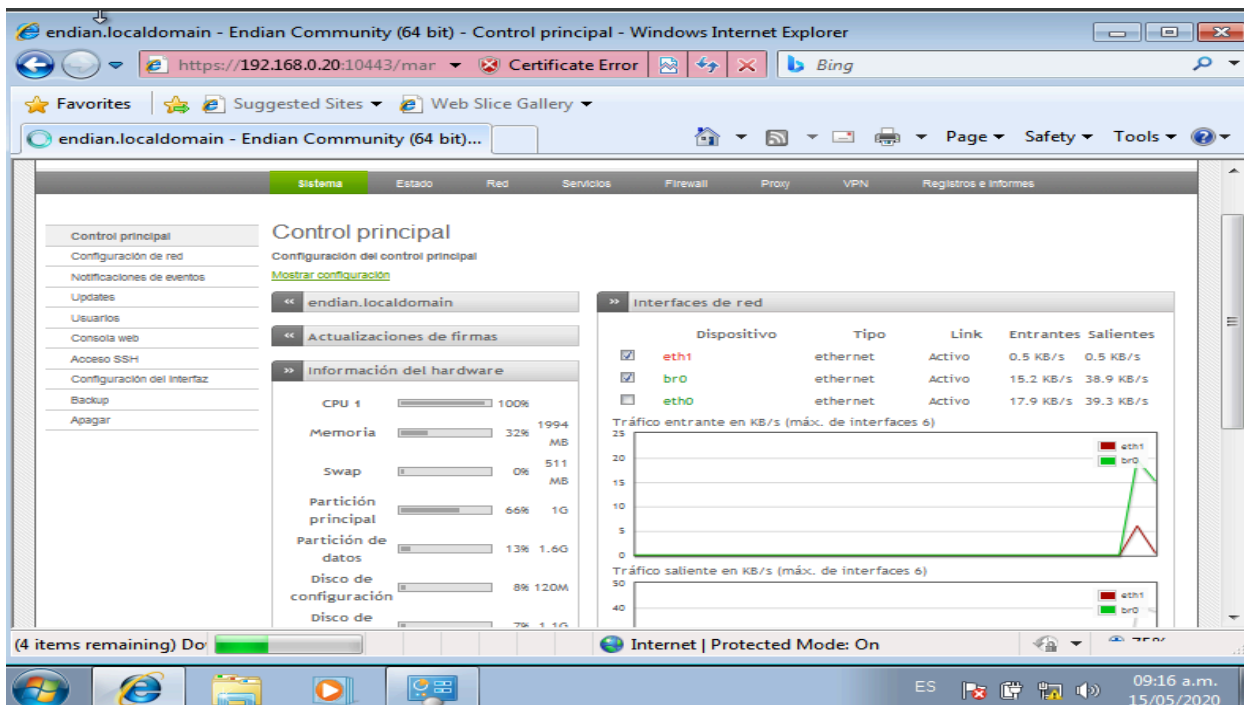 endian.localdomain - Endian Community (64 bit) - Control principal - Windows Internet Explorer
https://192.168.0.20:10443/mar Certificate Error Bing
Favorites Suggested Sites Web Slice Gallery
endian.localdomain - Endian Community (64 bit)... Page Safety Tools
Sistema Estado Red Servicios Firewall Proxy VPN Registros e Informes
Control principal
Configuración de red
Notificaciones de eventos
Updates
Usuarios
Consola web
Acceso SSH
Configuración del interfaz
Backup
Apagar
Control principal
Configuración del control principal
Mostrar configuración
« endian.localdomain
« Actualizaciones de firmas
» Información del hardware
CPU 1 100%
Memoria 32% 1994 MB
Swap 0% 511 MB
Partición principal 66% 1G
Partición de datos 13% 1.6G
Disco de configuración 8% 120M
Disco de 7% 1.1G
» Interfaces de red
Dispositivo Tipo Link Entrantes Salientes
eth1 ethernet Activo 0.5 KB/s 0.5 KB/s
br0 ethernet Activo 15.2 KB/s 38.9 KB/s
eth0 ethernet Activo 17.9 KB/s 39.3 KB/s
Tráfico entrante en KB/s (máx. de interfaces 6)
25
20
15
10
5
0
eth1
br0
Tráfico saliente en KB/s (máx. de interfaces 6)
50
40
eth1
br0
(4 items remaining) Do Internet | Protected Mode: On 75%
ES 09:16 a.m.
15/05/2020